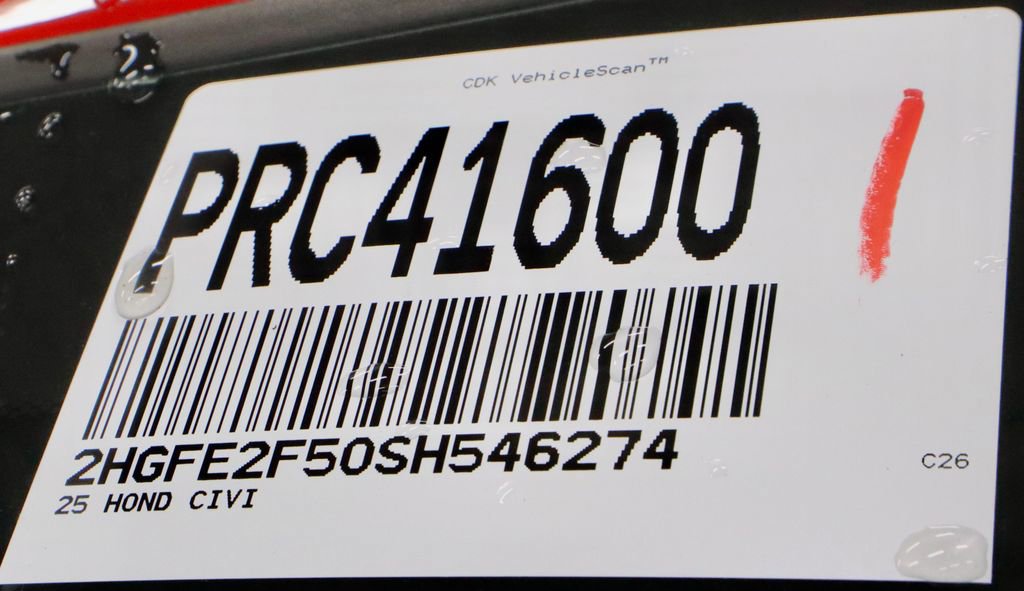 CDK VehicleScan™
PRC41600
2HGFE2F50SH546274
25 HOND CIVI
C26